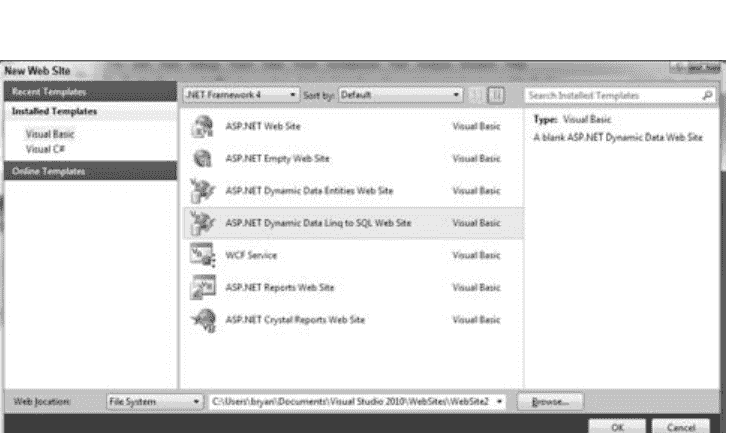 New Web Site
Recent Templates
.NET Framework 4
Sort by: Default
Search Installed Templates
Installed Templates
Visual Basic
Visual C#
Online Templates
ASP.NET Web Site Visual Basic
ASP.NET Empty Web Site Visual Basic
ASP.NET Dynamic Data Entities Web Site Visual Basic
ASP.NET Dynamic Data Linq to SQL Web Site Visual Basic
WCF Service Visual Basic
ASP.NET Reports Web Site Visual Basic
ASP.NET Crystal Reports Web Site Visual Basic
Type: Visual Basic
A blank ASP.NET Dynamic Data Web Site
Web location: File System C:\Users\bryan\Documents\Visual Studio 2010\WebSites\WebSite2 Browse...
OK Cancel